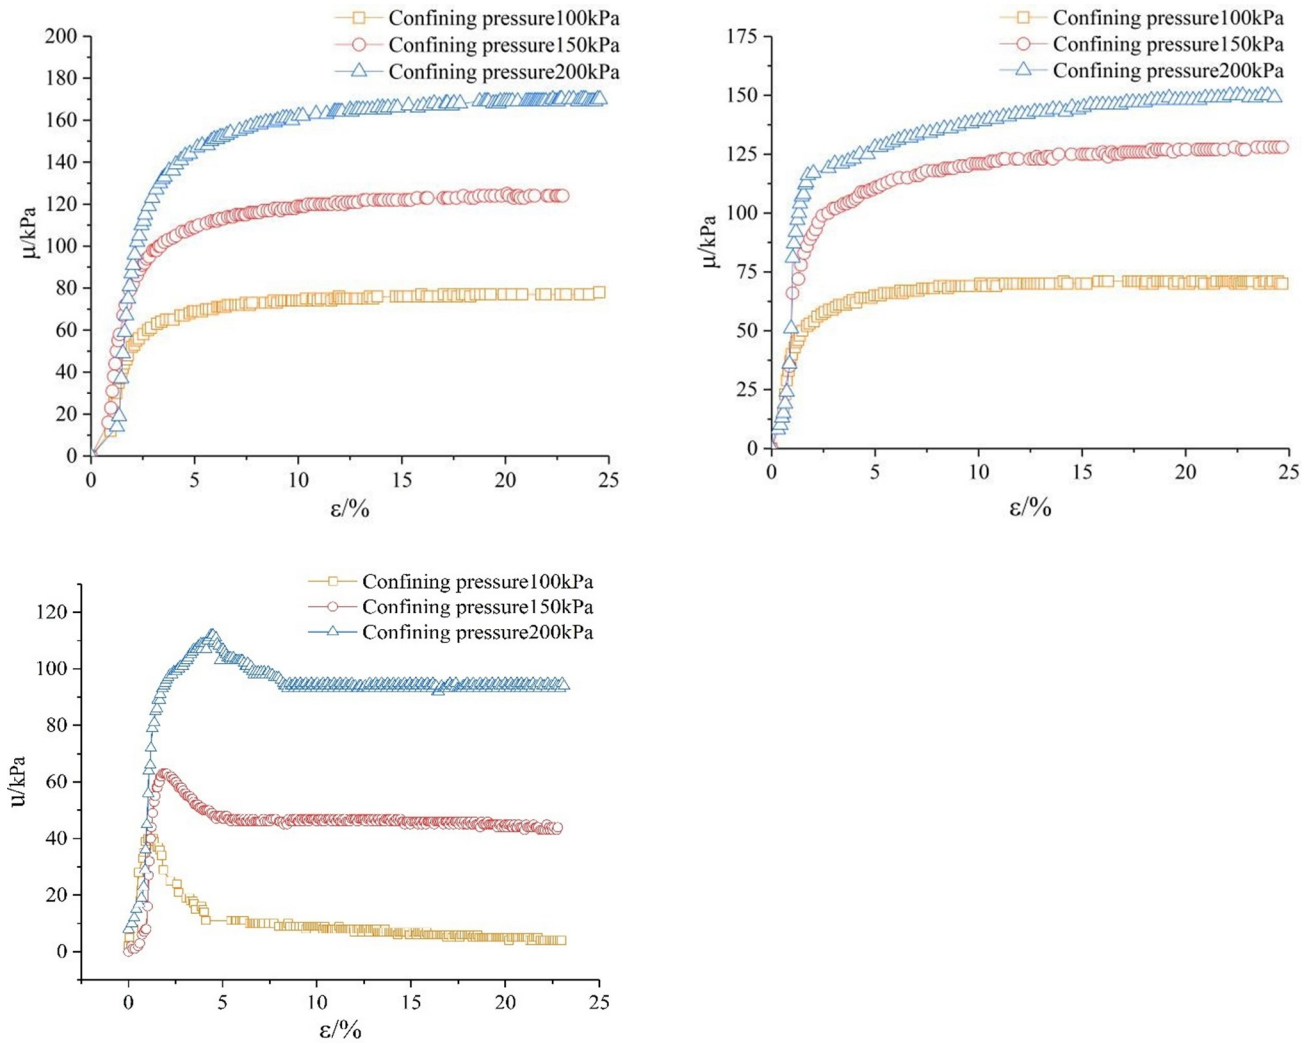 Confining pressure100kPa
Confining pressure150kPa
Confining pressure200kPa
200
180
160
140
120
100
80
60
40
20
0
μ/kPa
0 5 10 15 20 25
ε/%
Confining pressure100kPa
Confining pressure150kPa
Confining pressure200kPa
175
150
125
100
75
50
25
0
μ/kPa
0 5 10 15 20 25
ε/%
Confining pressure100kPa
Confining pressure150kPa
Confining pressure200kPa
120
100
80
60
40
20
0
u/kPa
0 5 10 15 20 25
ε/%